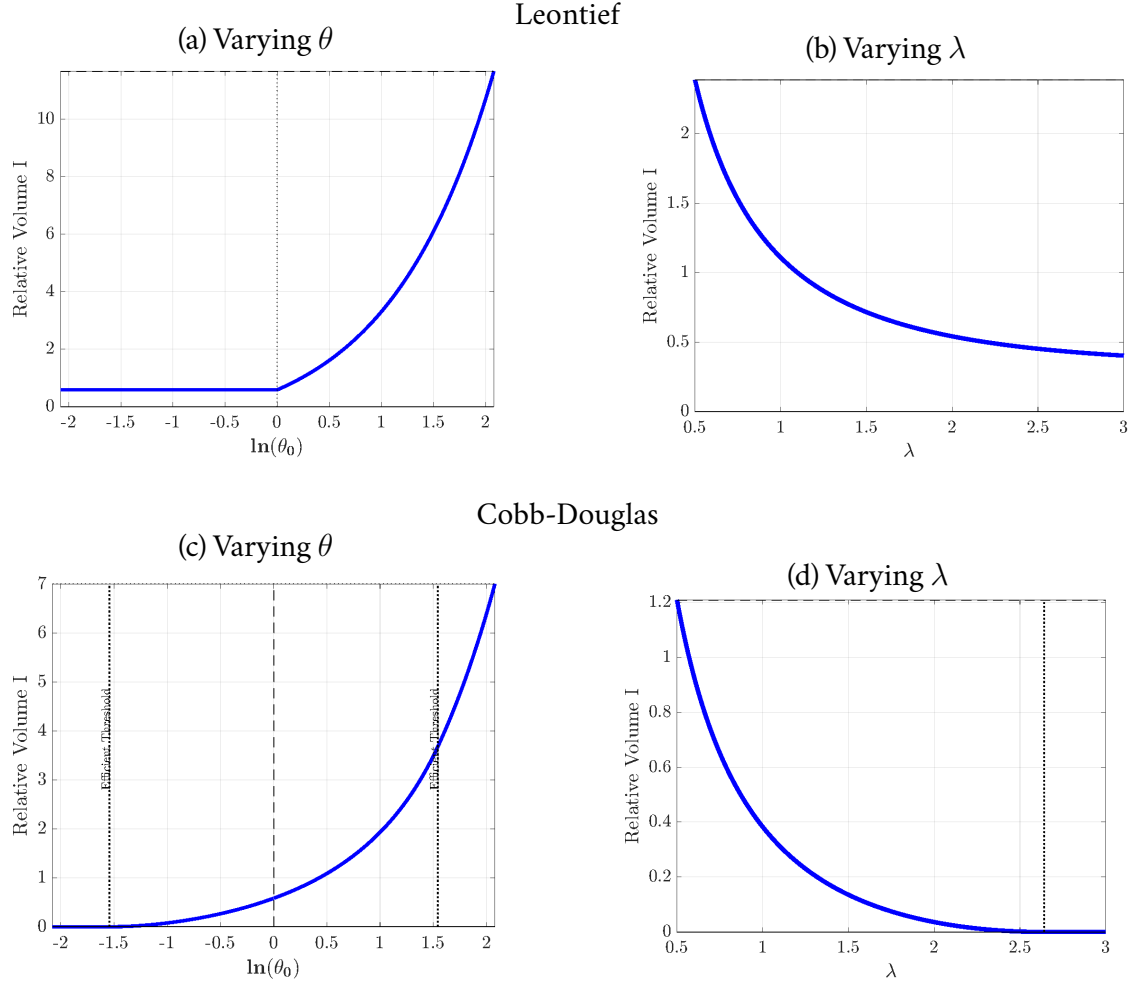 Leontief
(a) Varying θ
Relative Volume I
10
8
6
4
2
0
-2 -1.5 -1 -0.5 0 0.5 1 1.5 2
ln(θ₀)
(b) Varying λ
Relative Volume I
2
1.5
1
0.5
0
0.5 1 1.5 2 2.5 3
λ
Cobb-Douglas
(c) Varying θ
Relative Volume I
7
6
5
4
3
2
1
0
Efficient Threshold
Efficient Threshold
-2 -1.5 -1 -0.5 0 0.5 1 1.5 2
ln(θ₀)
(d) Varying λ
Relative Volume I
1.2
1
0.8
0.6
0.4
0.2
0
0.5 1 1.5 2 2.5 3
λ